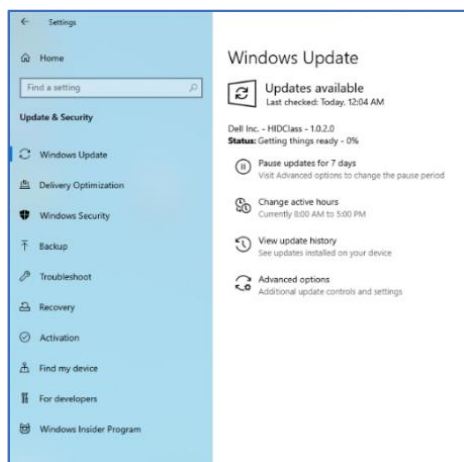 Settings
Home
Find a setting
Update & Security
Windows Update
Delivery Optimization
Windows Security
Backup
Troubleshoot
Recovery
Activation
Find my device
For developers
Windows Insider Program
Windows Update
Updates available
Last checked: Today, 12:04 AM
Dell Inc. - HIDClass - 1.0.2.0
Status: Getting things ready - 0%
Pause updates for 7 days
Visit Advanced options to change the pause period
Change active hours
Currently 8:00 AM to 5:00 PM
View update history
See updates installed on your device
Advanced options
Additional update controls and settings